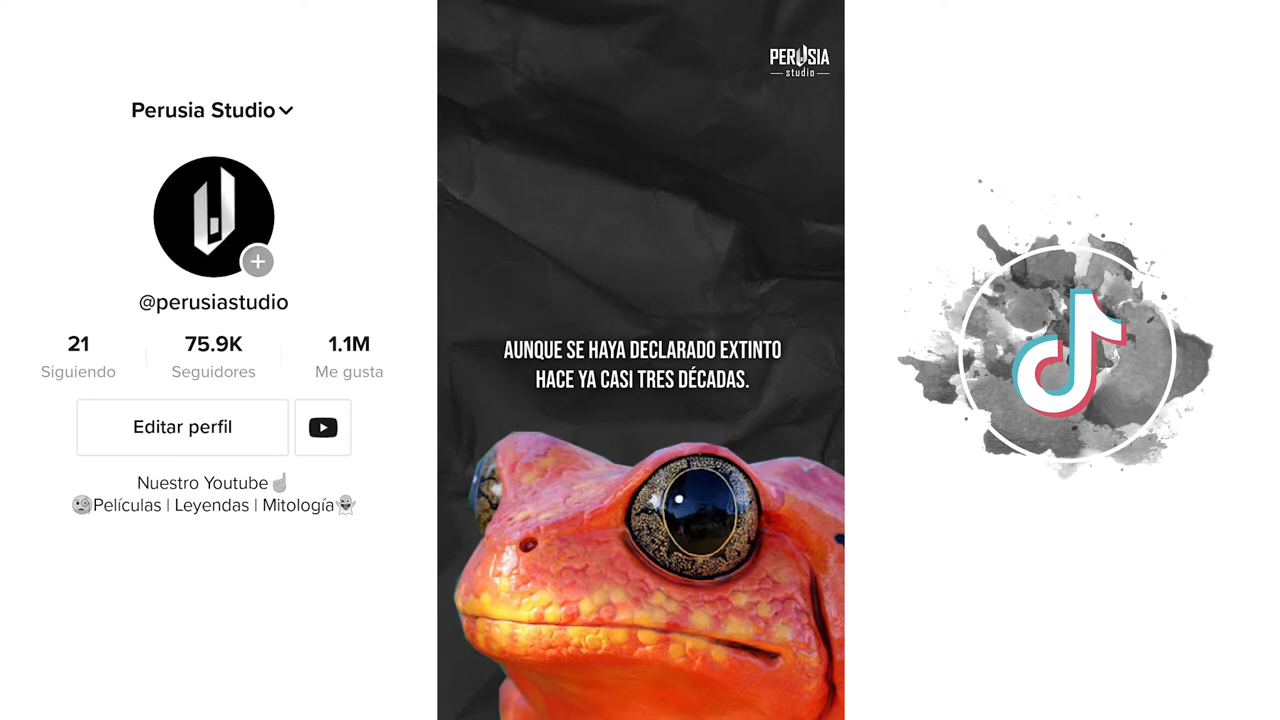 Perusia Studio
@perusiastudio
21
75.9K
1.1M
Siguiendo
Seguidores
Me gusta
Editar perfil
Nuestro Youtube☝🏻
🧐Películas | Leyendas | Mitología👻
PERUSIA
studio
AUNQUE SE HAYA DECLARADO EXTINTO
HACE YA CASI TRES DÉCADAS.